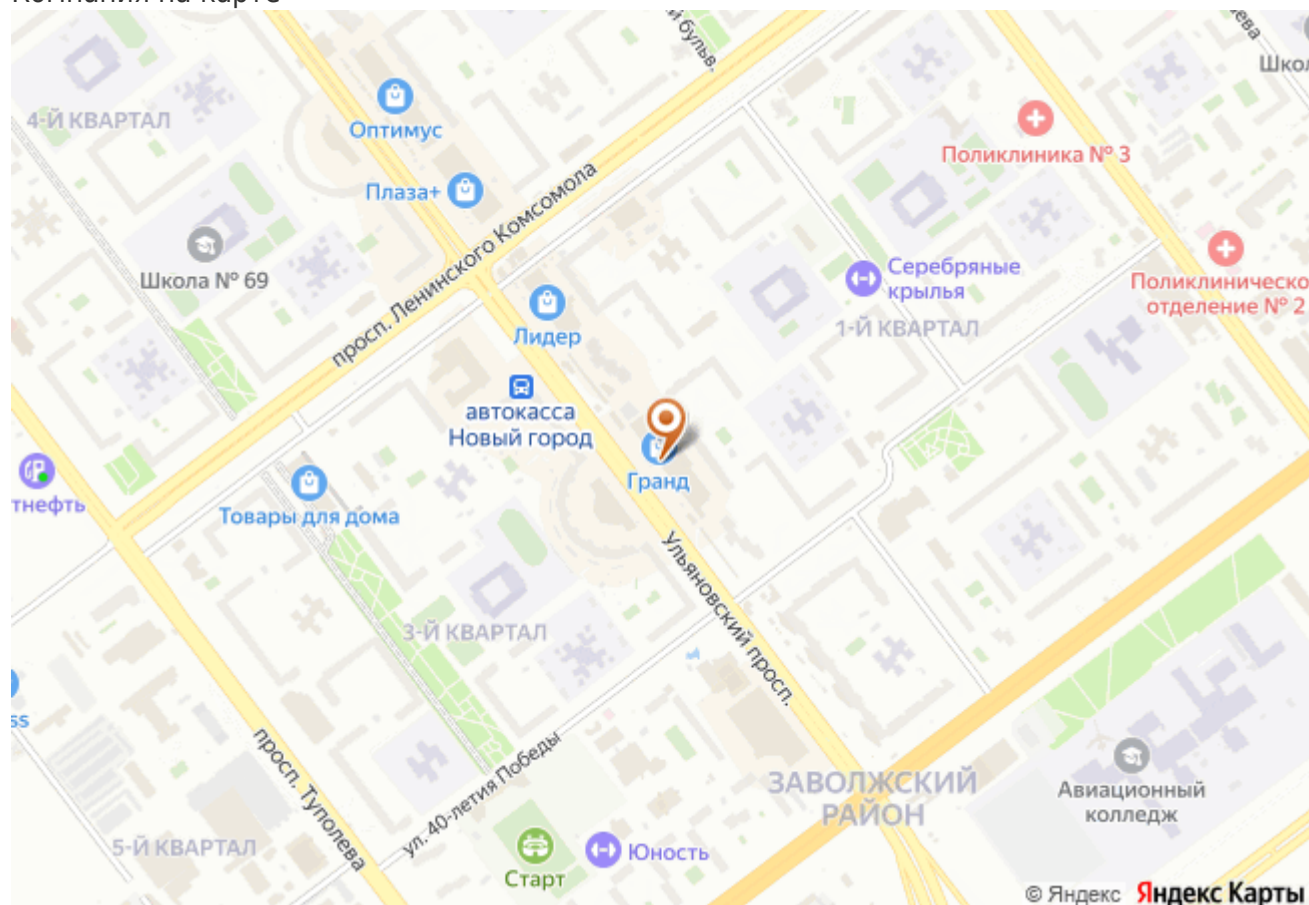 4-Й КВАРТАЛ
Оптимус
Плаза+
Школа № 69
просп. Ленинского Комсомола
Поликлиника № 3
Серебряные
крылья
1-Й КВАРТАЛ
Поликлиническо
отделение № 2
Лидер
автокасса
Новый город
Гранд
тнефть
Товары для дома
Ульяновский просп.
3-Й КВАРТАЛ
ss
просп. Туполева
ул. 40-летия Победы
ЗАВОЛЖСКИЙ
РАЙОН
Авиационный
колледж
5-Й КВАРТАЛ
Юность
Старт
© Яндекс Яндекс Карты